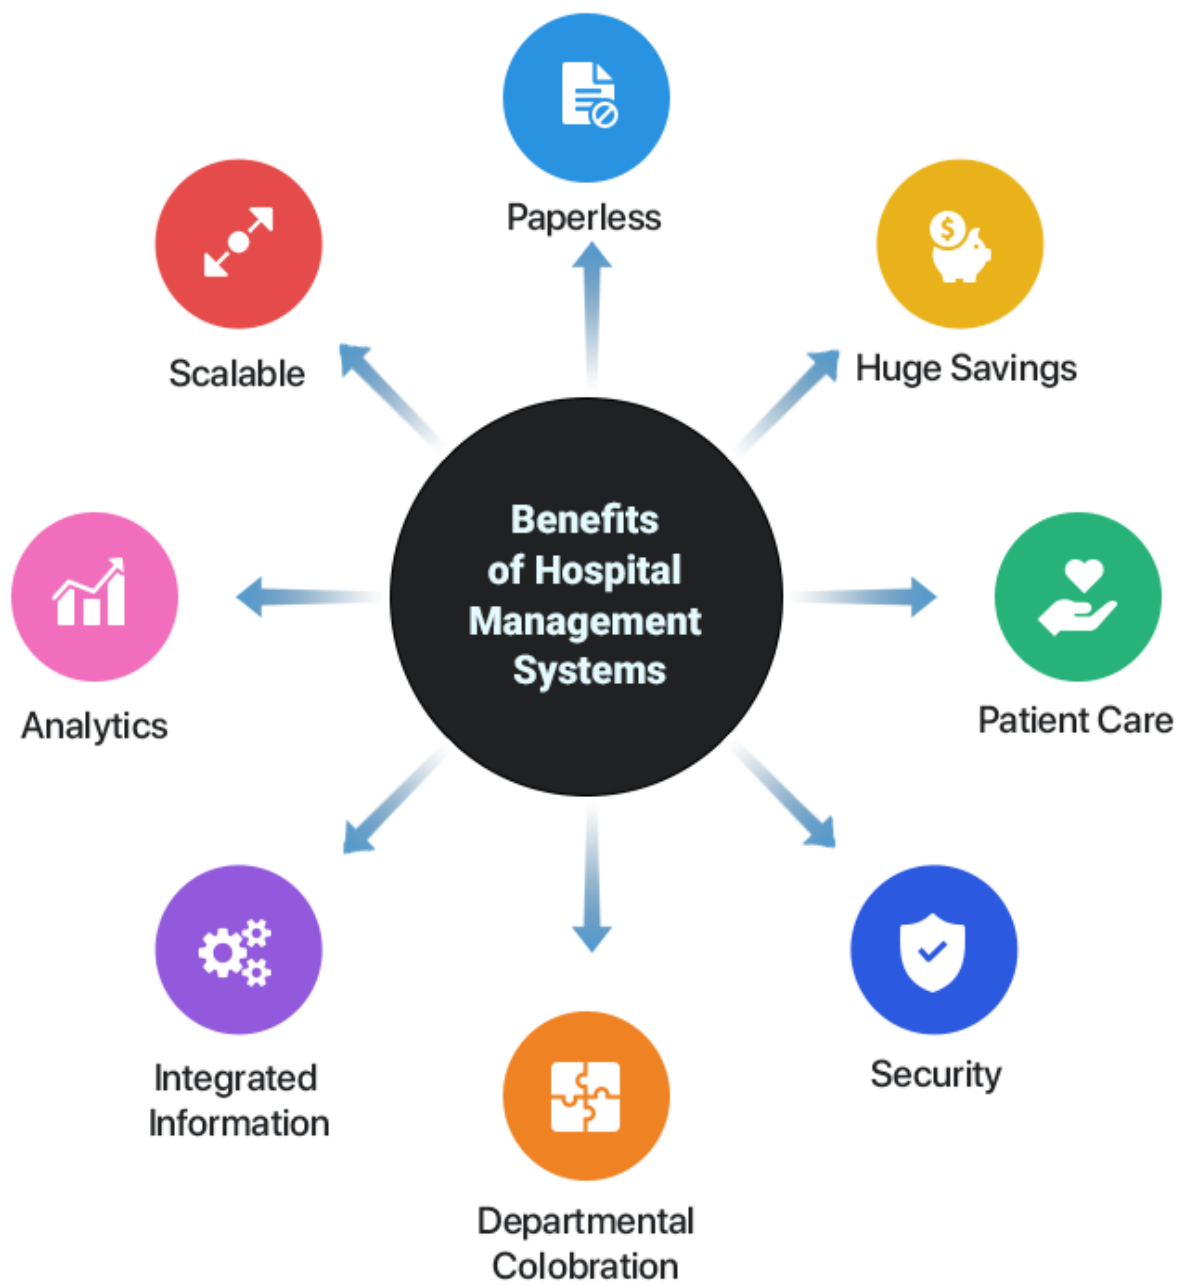 Paperless
Scalable
Huge Savings
Benefits
of Hospital
Management
Systems
Analytics
Patient Care
Integrated
Information
Security
Departmental
Colobration